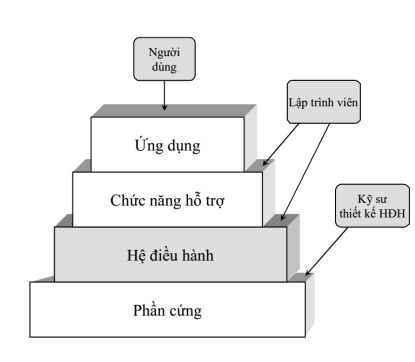 Người
dùng
Lập trình viên
Ứng dụng
Chức năng hỗ trợ
Kỹ sư
thiết kế HĐH
Hệ điều hành
Phần cứng